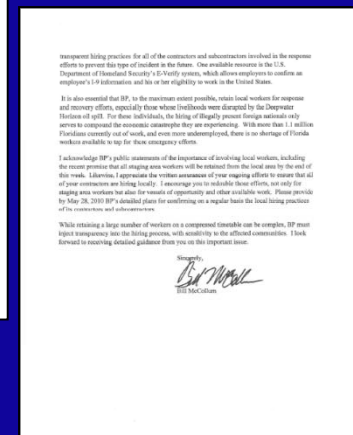 transparent hiring practices for all of the contractors and subcontractors involved in the response
efforts to prevent this type of incident in the future. One available resource is the U.S.
Department of Homeland Security's E-Verify system, which allows employers to confirm an
employee's I-9 information and his or her eligibility to work in the United States.
It is also essential that BP, to the maximum extent possible, retain local workers for response
and recovery efforts, especially those whose livelihoods were disrupted by the Deepwater
Horizon oil spill. For these individuals, the hiring of illegally present foreign nationals only
serves to compound the economic catastrophe they are experiencing. With more than 1.1 million
Floridians currently out of work, and even more underemployed, there is no shortage of Florida
workers available to tap for these emergency efforts.
I acknowledge BP's public statements of the importance of involving local workers, including
the recent promise that all staging area workers will be retained from the local area by the end of
this week. Likewise, I appreciate the written assurances of your ongoing efforts to ensure that all
of your contractors are hiring locally. I encourage you to redouble those efforts, not only for
staging area workers but also for vessels of opportunity and other available work. Please provide
by May 28, 2010 BP's detailed plans for confirming on a regular basis the local hiring practices
of its contractors and subcontractors.
While retaining a large number of workers on a compressed timetable can be complex, BP must
inject transparency into the hiring process, with sensitivity to the affected communities. I look
forward to receiving detailed guidance from you on this important issue.
Sincerely,
Bill McCollum
Bill McCollum